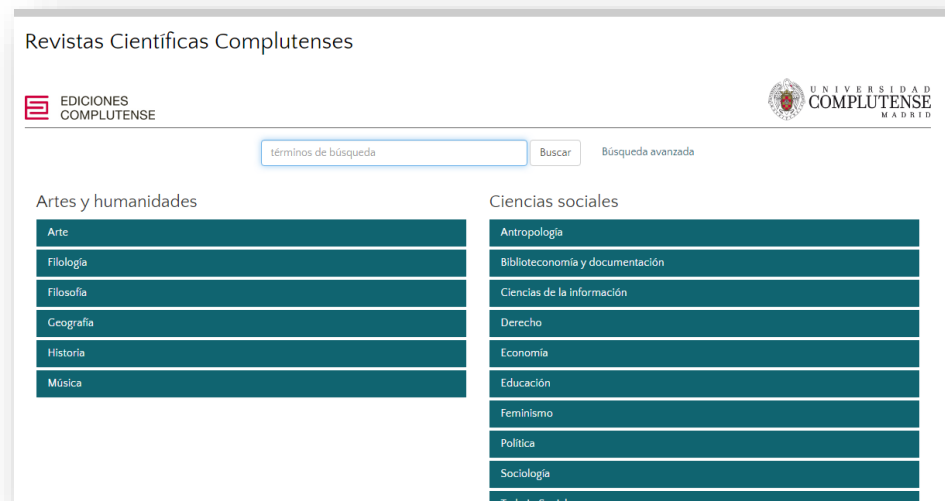 Revistas Científicas Complutenses
EDICIONES
COMPLUTENSE
UNIVERSIDAD
COMPLUTENSE
MADRID
términos de búsqueda
Buscar
Búsqueda avanzada
Artes y humanidades
Arte
Filología
Filosofía
Geografía
Historia
Música
Ciencias sociales
Antropología
Biblioteconomía y documentación
Ciencias de la información
Derecho
Economía
Educación
Feminismo
Política
Sociología